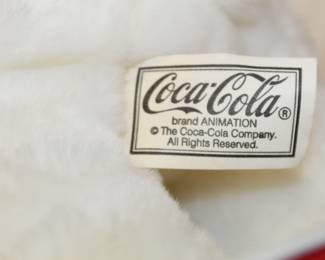 Coca-Cola®
brand ANIMATION
© The Coca-Cola Company.
All Rights Reserved.